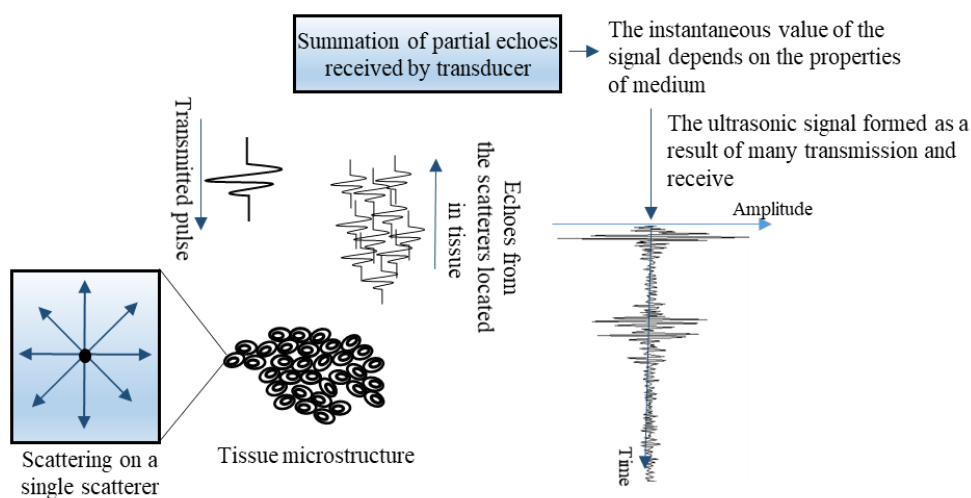 Summation of partial echoes
received by transducer
The instantaneous value of the
signal depends on the properties
of medium
The ultrasonic signal formed as a
result of many transmission and
receive
Transmitted pulse
Echoes from
the scatterers located
in tissue
Amplitude
Time
Scattering on a
single scatterer
Tissue microstructure